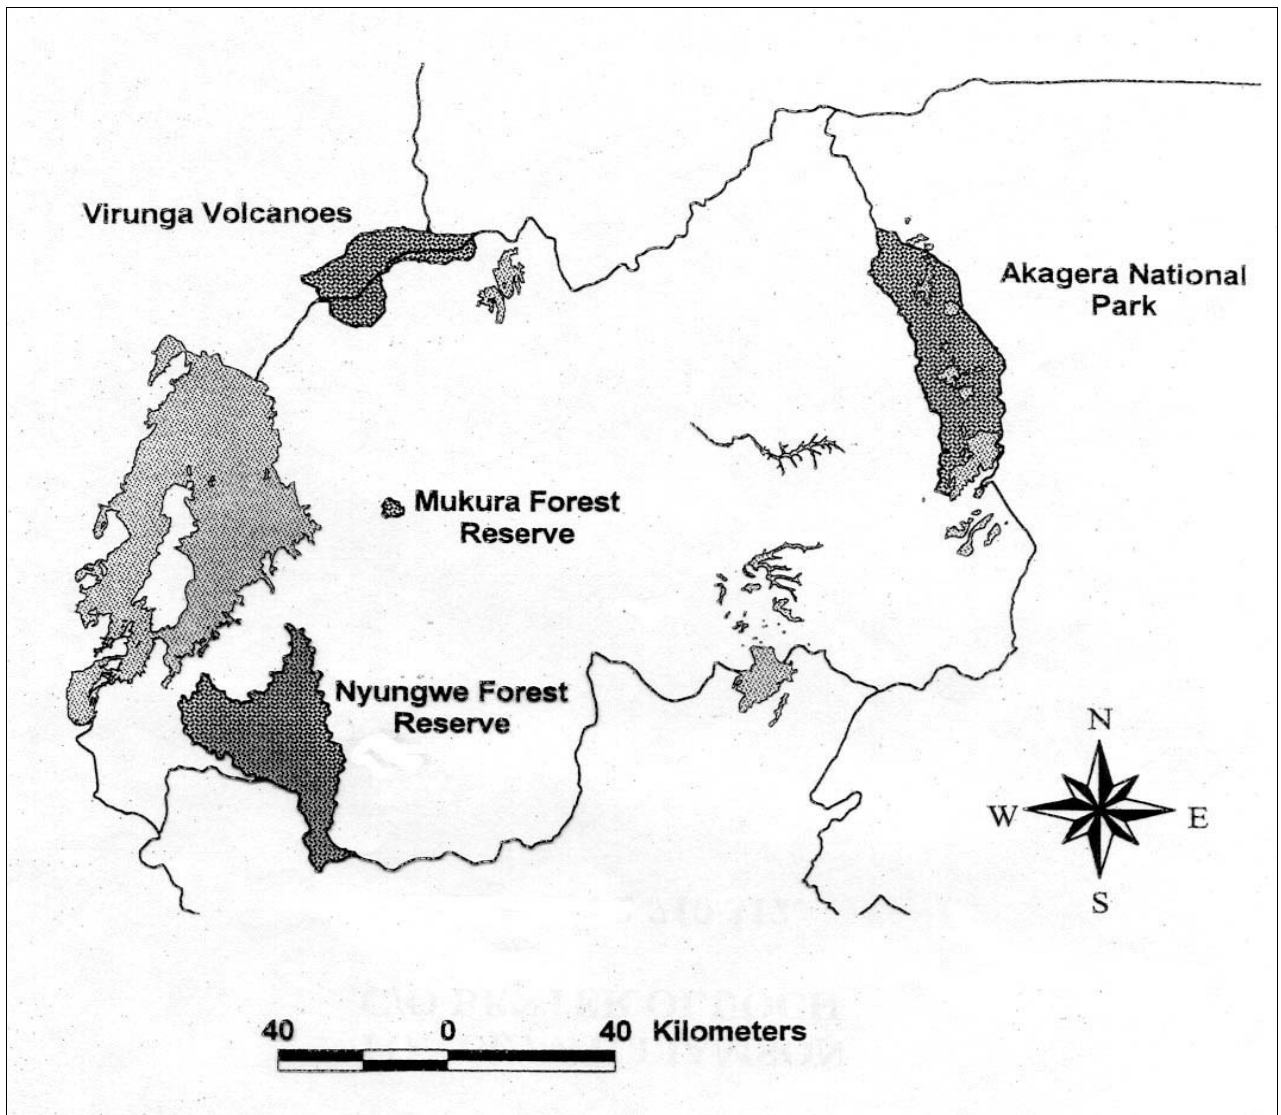 Virunga Volcanoes
Akagera National
Park
Mukura Forest
Reserve
Nyungwe Forest
Reserve
N
W
E
S
40 0 40 Kilometers